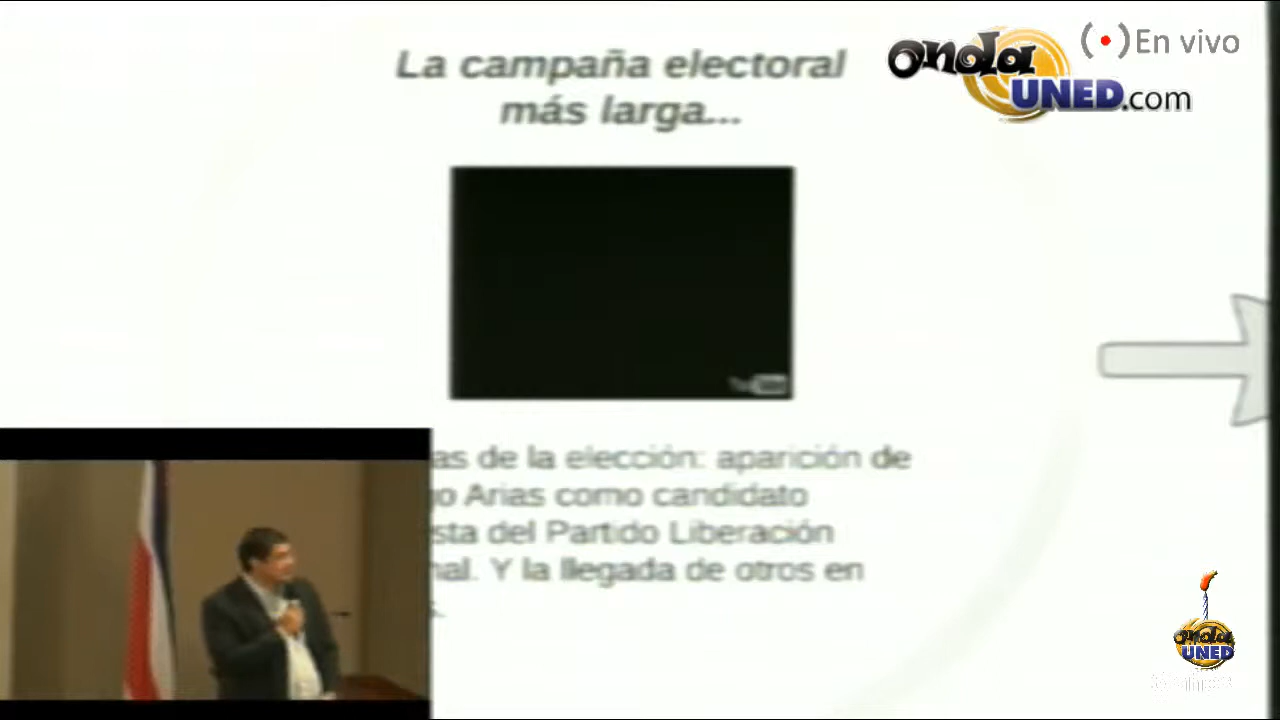 La campaña electoral
más larga...
onda
UNED.com
En vivo
as de la elección: aparición de
go Arias como candidato
sta del Partido Liberación
nal. Y la llegada de otros en
onda
UNED